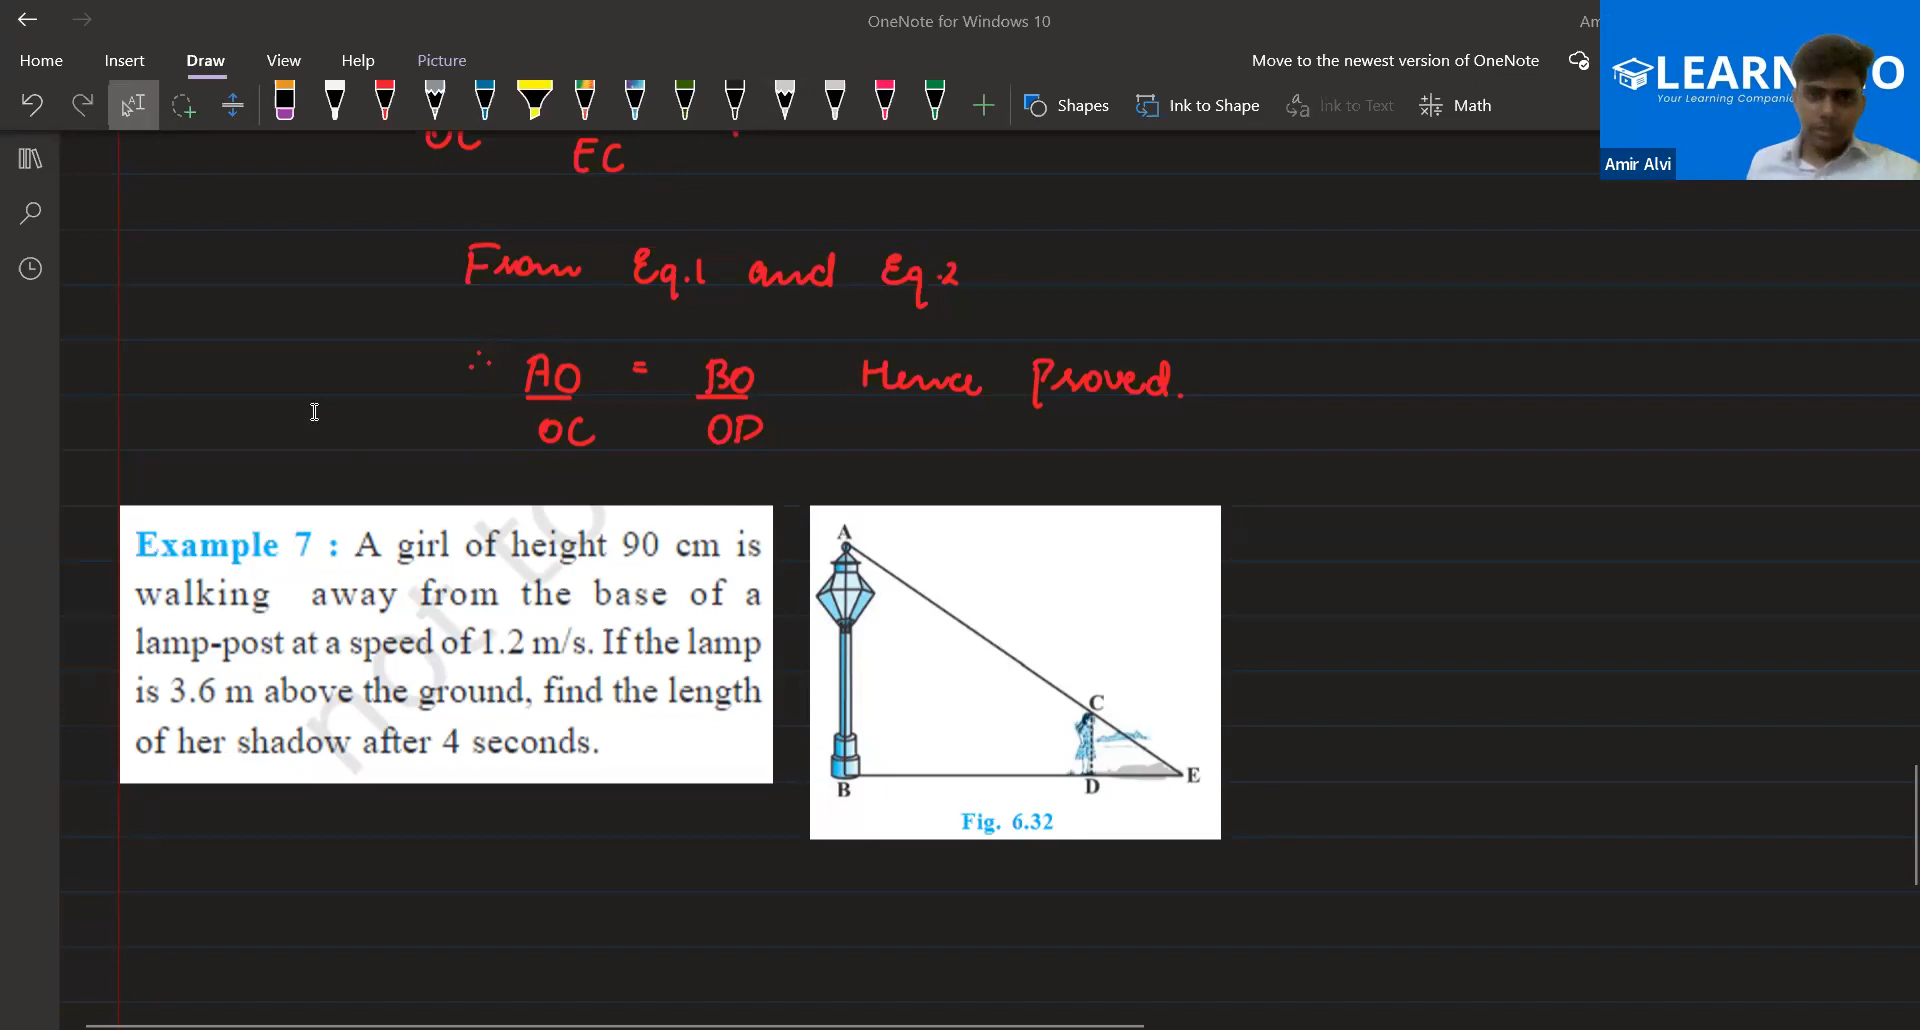 OneNote for Windows 10
Am
Home Insert Draw View Help Picture
Move to the newest version of OneNote
Shapes Ink to Shape Ink to Text Math
LEARN O
Your Learning Compani
Amir Alvi
OC
EC
From Eq.1 and Eq.2
∴ AO = BO Hence Proved.
OC OD
Example 7 : A girl of height 90 cm is
walking away from the base of a
lamp-post at a speed of 1.2 m/s. If the lamp
is 3.6 m above the ground, find the length
of her shadow after 4 seconds.
not to
A
C
B D E
Fig. 6.32